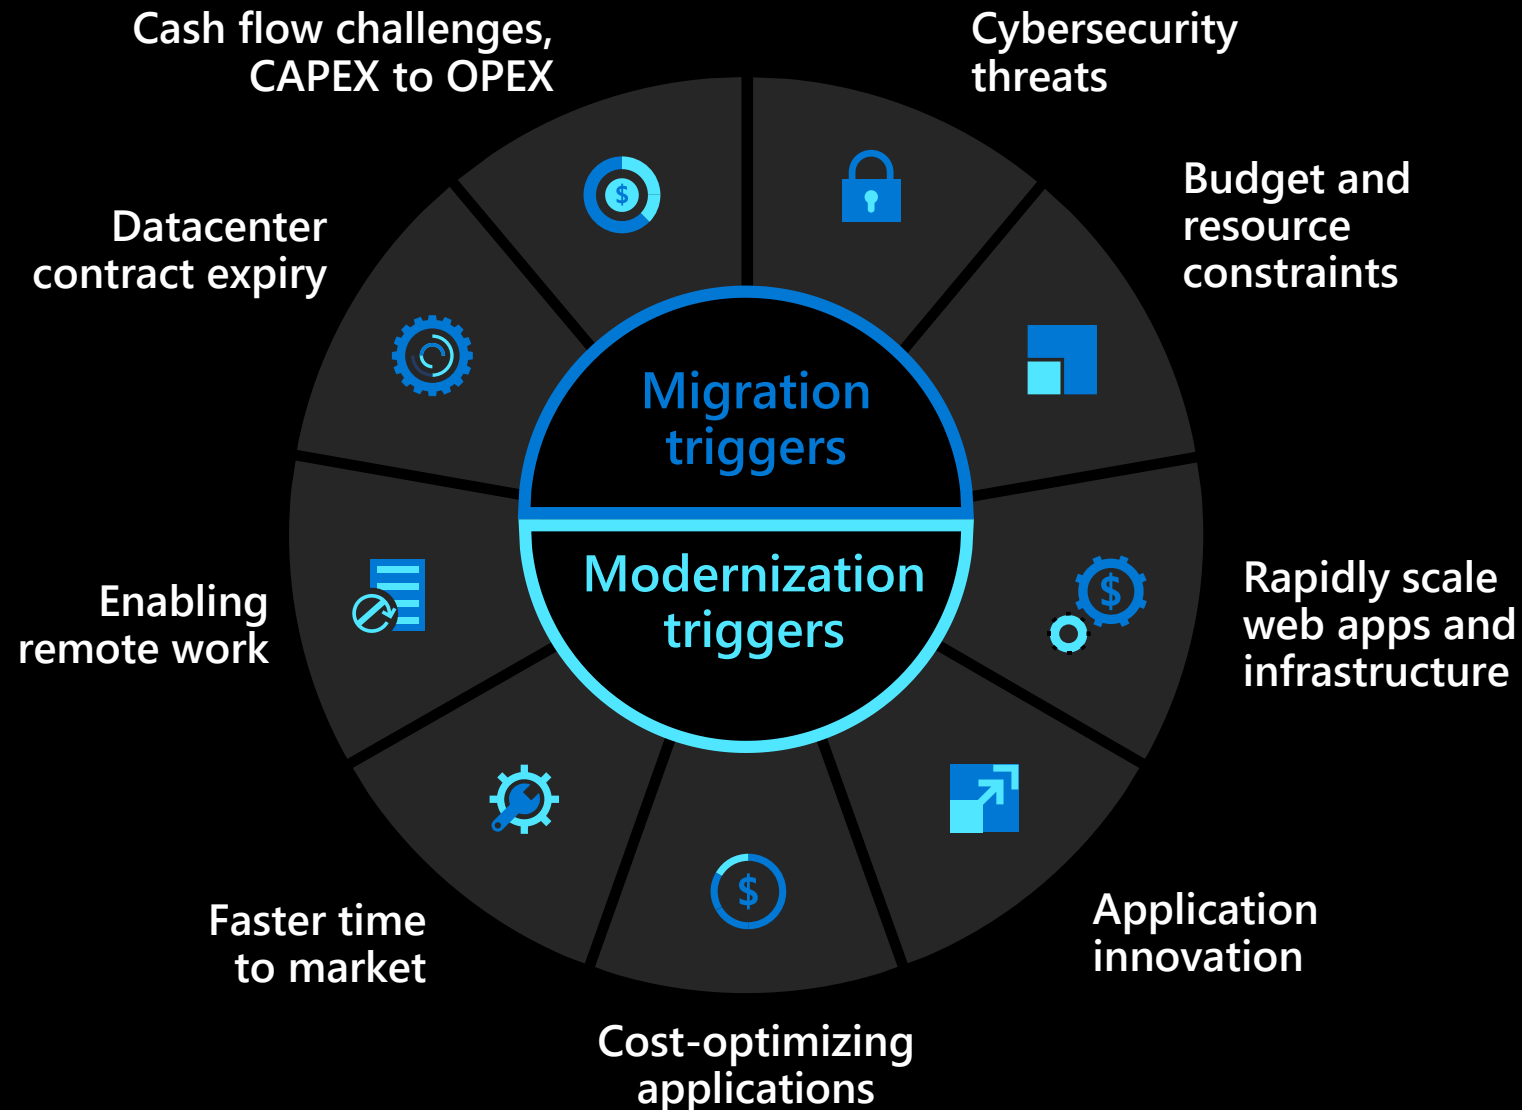 Cash flow challenges,
CAPEX to OPEX
Cybersecurity
threats
Budget and
resource
constraints
Datacenter
contract expiry
Migration
triggers
Modernization
triggers
Enabling
remote work
Rapidly scale
web apps and
infrastructure
Faster time
to market
Application
innovation
Cost-optimizing
applications
$
$
$